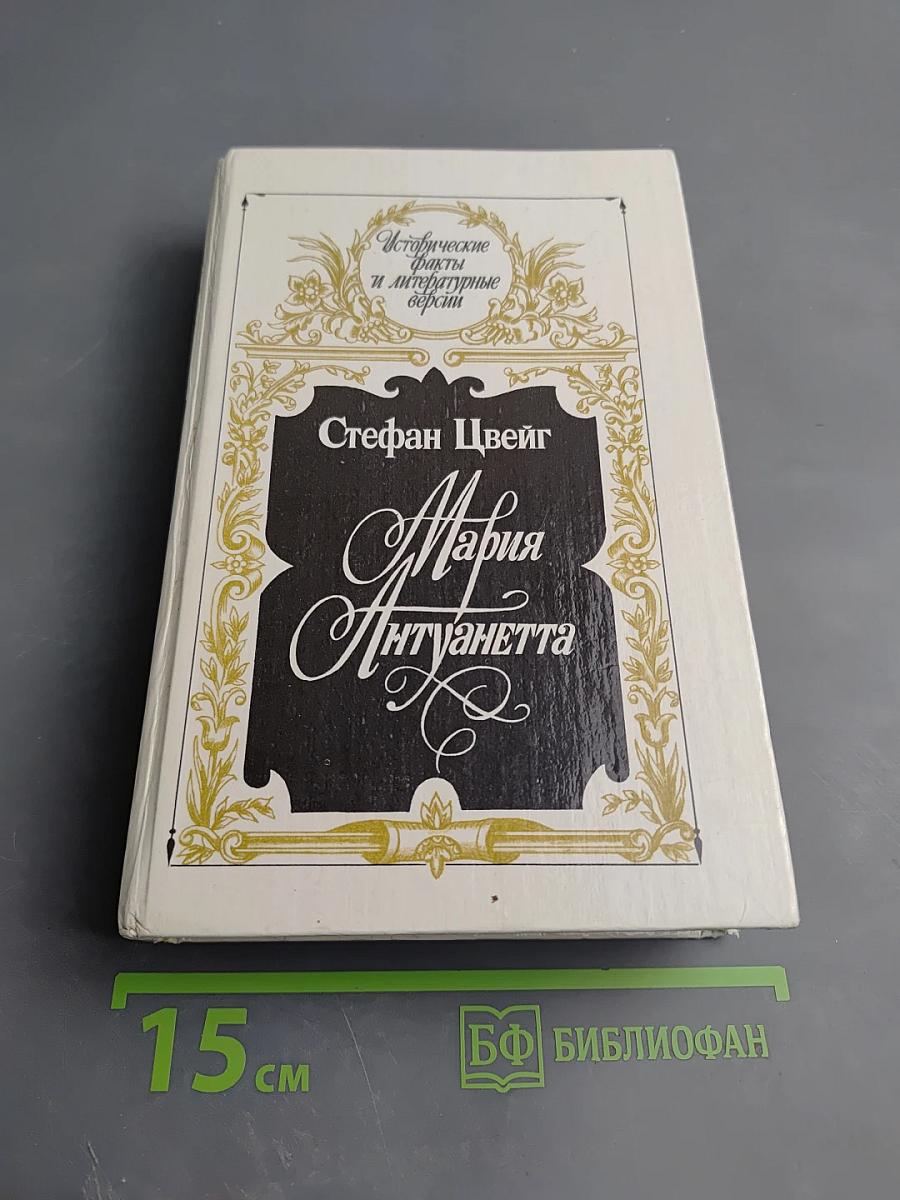 Исторические
факты
и литературные
версии
Стефан Цвейг
Мария
Антуанетта
15 см
БФ БИБЛИОФАН